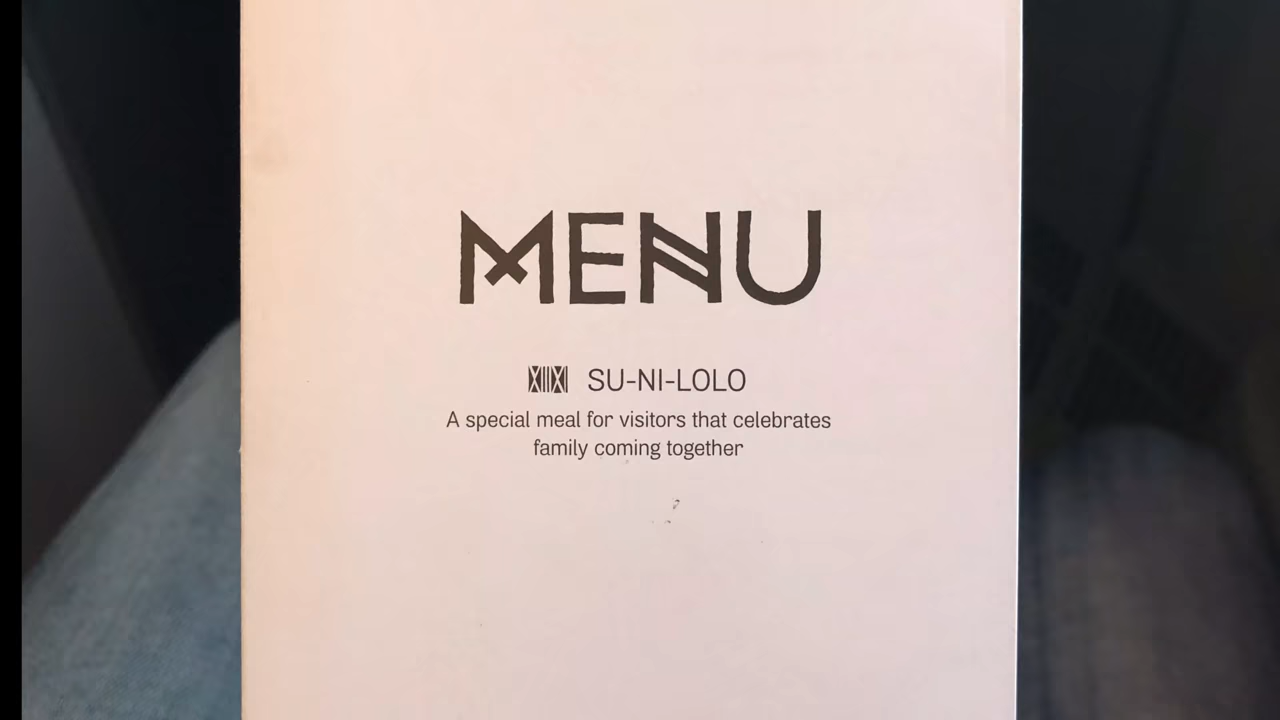 MENU
SU-NI-LOLO
A special meal for visitors that celebrates
family coming together